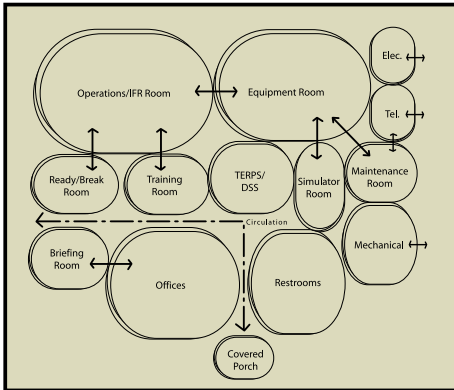 Elec.
Operations/IFR Room
Equipment Room
Tel.
Ready/Break
Room
Training
Room
TERPS/
DSS
Simulator
Room
Maintenance
Room
Circulation
Briefing
Room
Mechanical
Offices
Restrooms
Covered
Porch